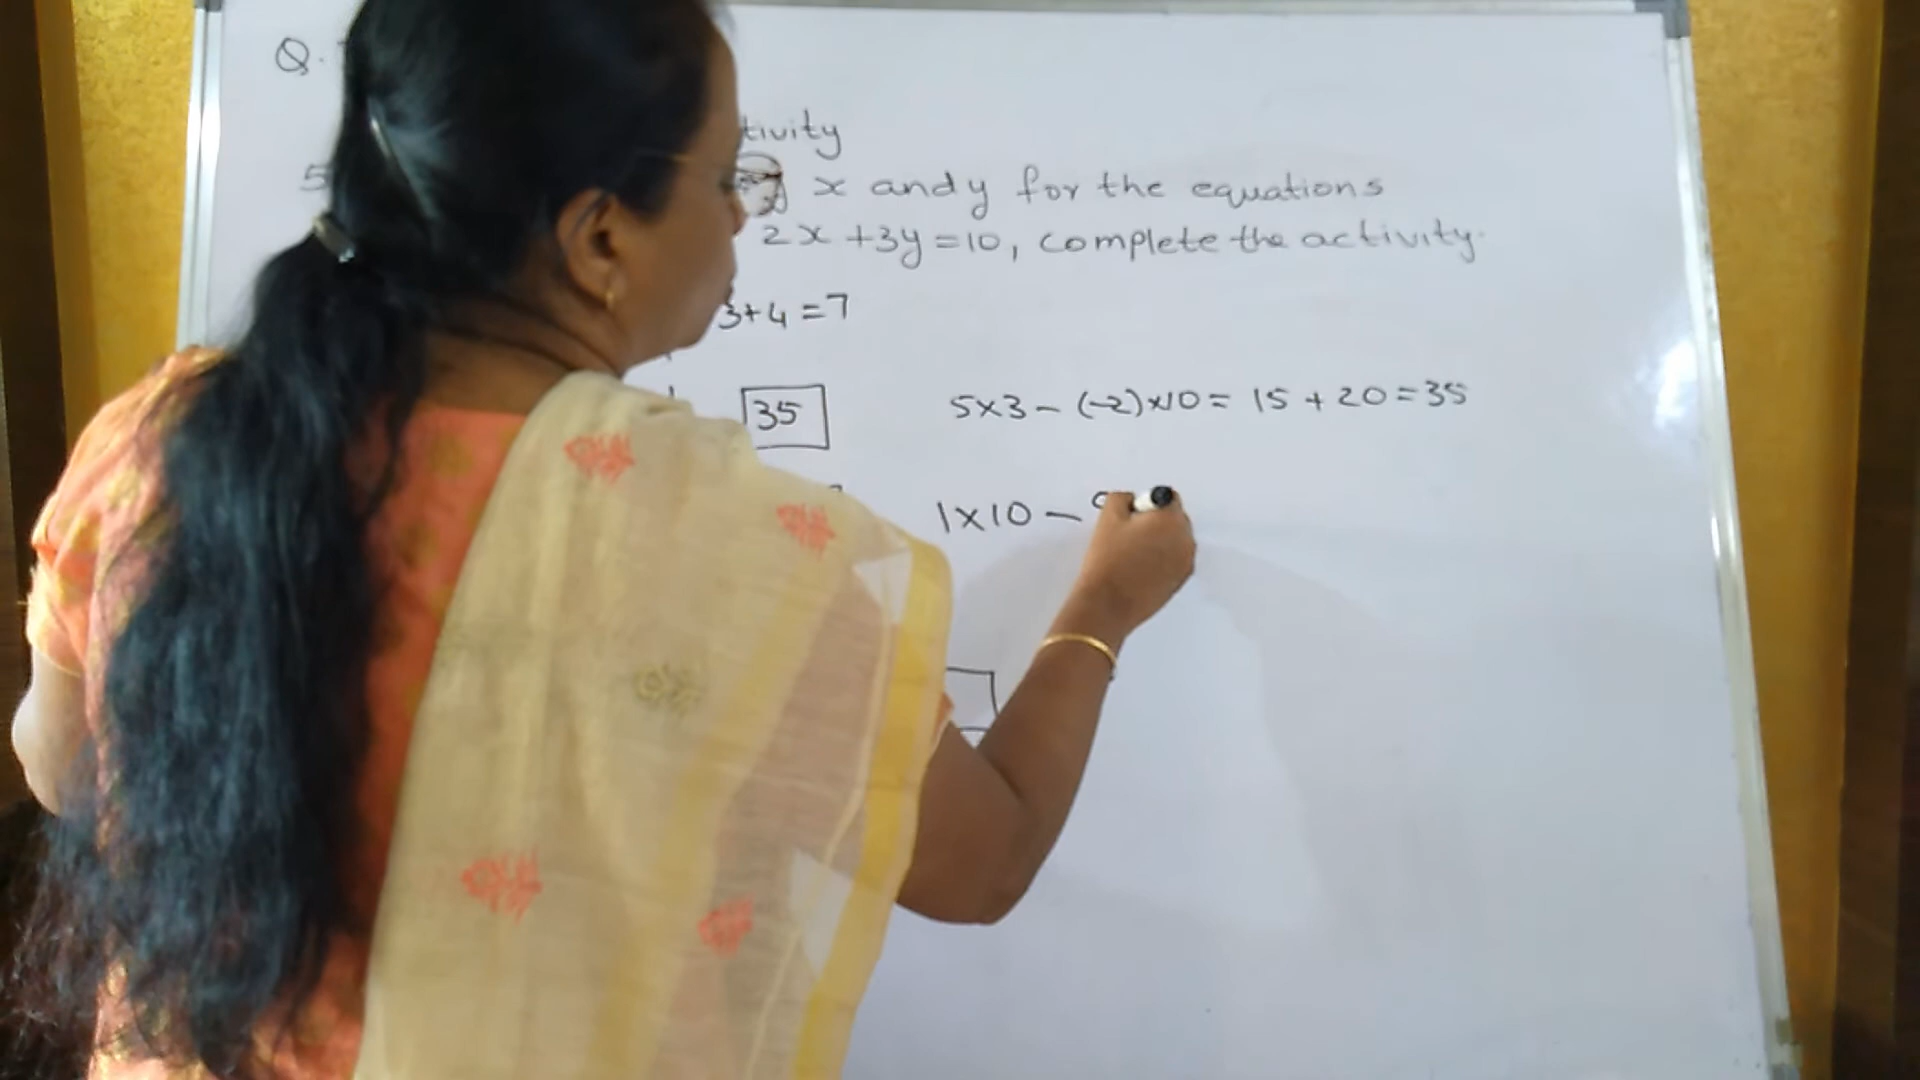 Q.
tivity
5 x and y for the equations
2x + 3y = 10, complete the activity.
3 + 4 = 7
35 5 × 3 – (-2) × 10 = 15 + 20 = 35
1 × 10 –